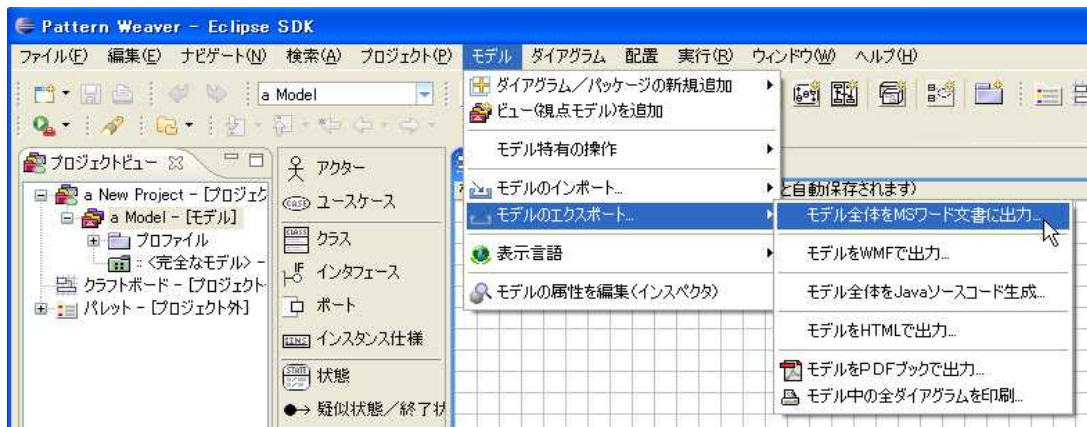 Pattern Weaver - Eclipse SDK
ファイル(F) 編集(E) ナビゲート(N) 検索(A) プロジェクト(P) モデル ダイアグラム 配置 実行(R) ウィンドウ(W) ヘルプ(H)
a Model
ダイアグラム／パッケージの新規追加
ビュー(視点モデル)を追加
モデル特有の操作
モデルのインポート...
モデルのエクスポート...
表示言語
モデルの属性を編集(インスペクタ)
と自動保存されます)
モデル全体をMSワード文書に出力...
モデルをWMFで出力...
モデル全体をJavaソースコード生成...
モデルをHTMLで出力...
モデルをPDFブックで出力...
モデル中の全ダイアグラムを印刷...
プロジェクトビュー
a New Project - [プロジェク
a Model - [モデル]
プロファイル
:: <完全なモデル> -
クラフトボード - [プロジェクト
パレット - [プロジェクト外]
アクター
CASE ユースケース
CLASS クラス
IF インタフェース
ポート
INS インスタンス仕様
STATE 状態
疑似状態／終了状